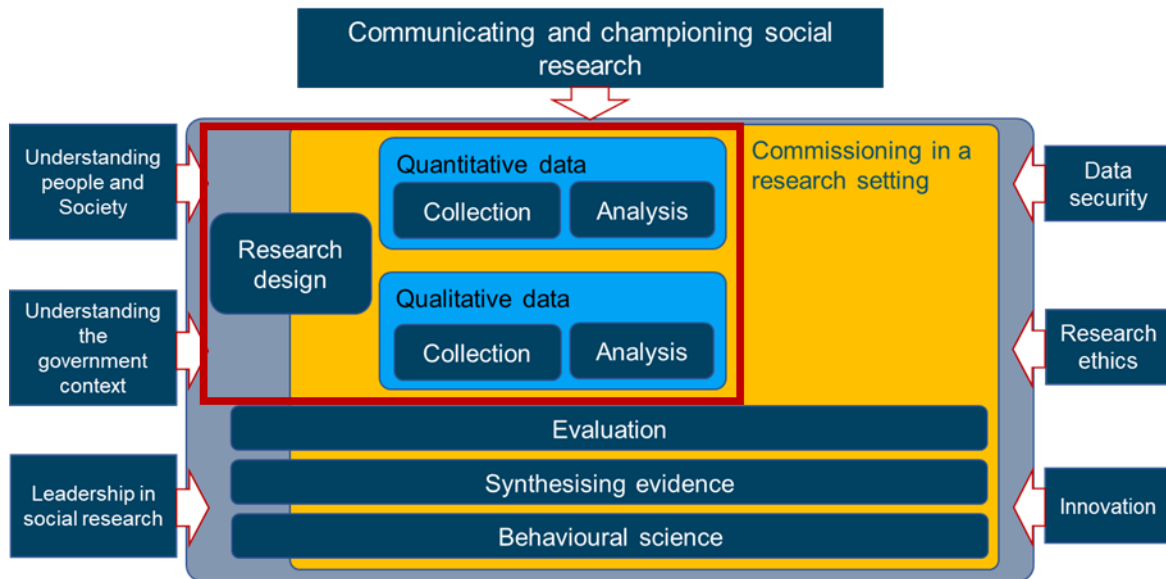 Communicating and championing social
research
Understanding
people and
Society
Understanding
the
government
context
Leadership in
social research
Research
design
Quantitative data
Collection
Analysis
Qualitative data
Collection
Analysis
Commissioning in a
research setting
Evaluation
Synthesising evidence
Behavioural science
Data
security
Research
ethics
Innovation